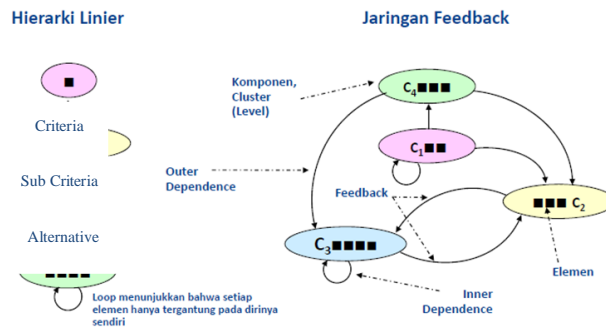 Hierarki Linier
Criteria
Sub Criteria
Alternative
Loop menunjukkan bahwa setiap
elemen hanya tergantung pada dirinya
sendiri
Jaringan Feedback
Komponen,
Cluster
(Level)
C4
C1
Outer
Dependence
Feedback
C2
C3
Elemen
Inner
Dependence